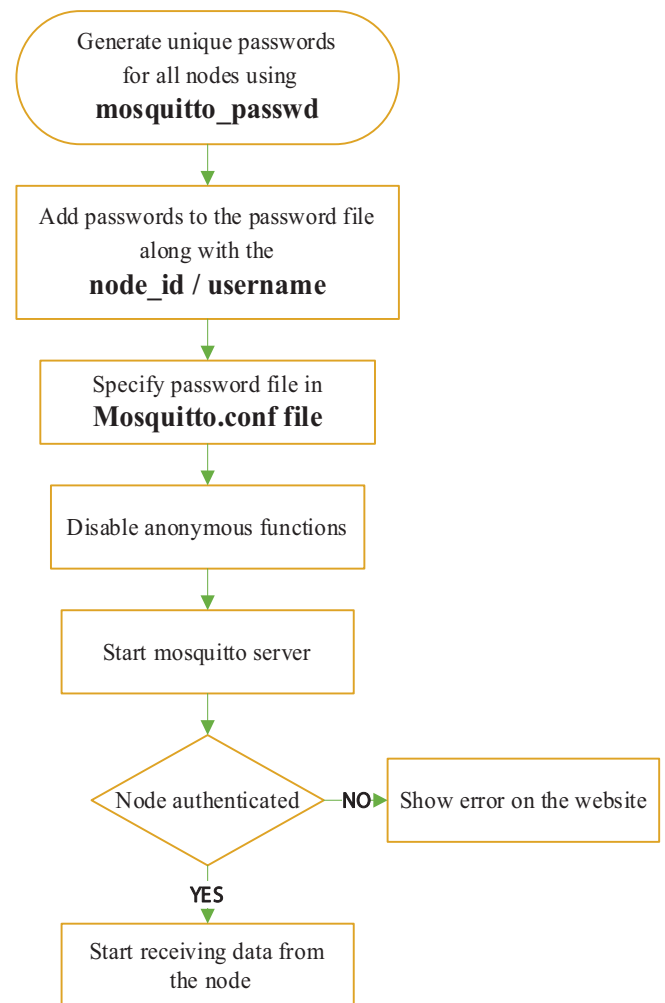 Generate unique passwords
for all nodes using
mosquitto_passwd
Add passwords to the password file
along with the
node_id / username
Specify password file in
Mosquitto.conf file
Disable anonymous functions
Start mosquitto server
Node authenticated
NO
Show error on the website
YES
Start receiving data from
the node